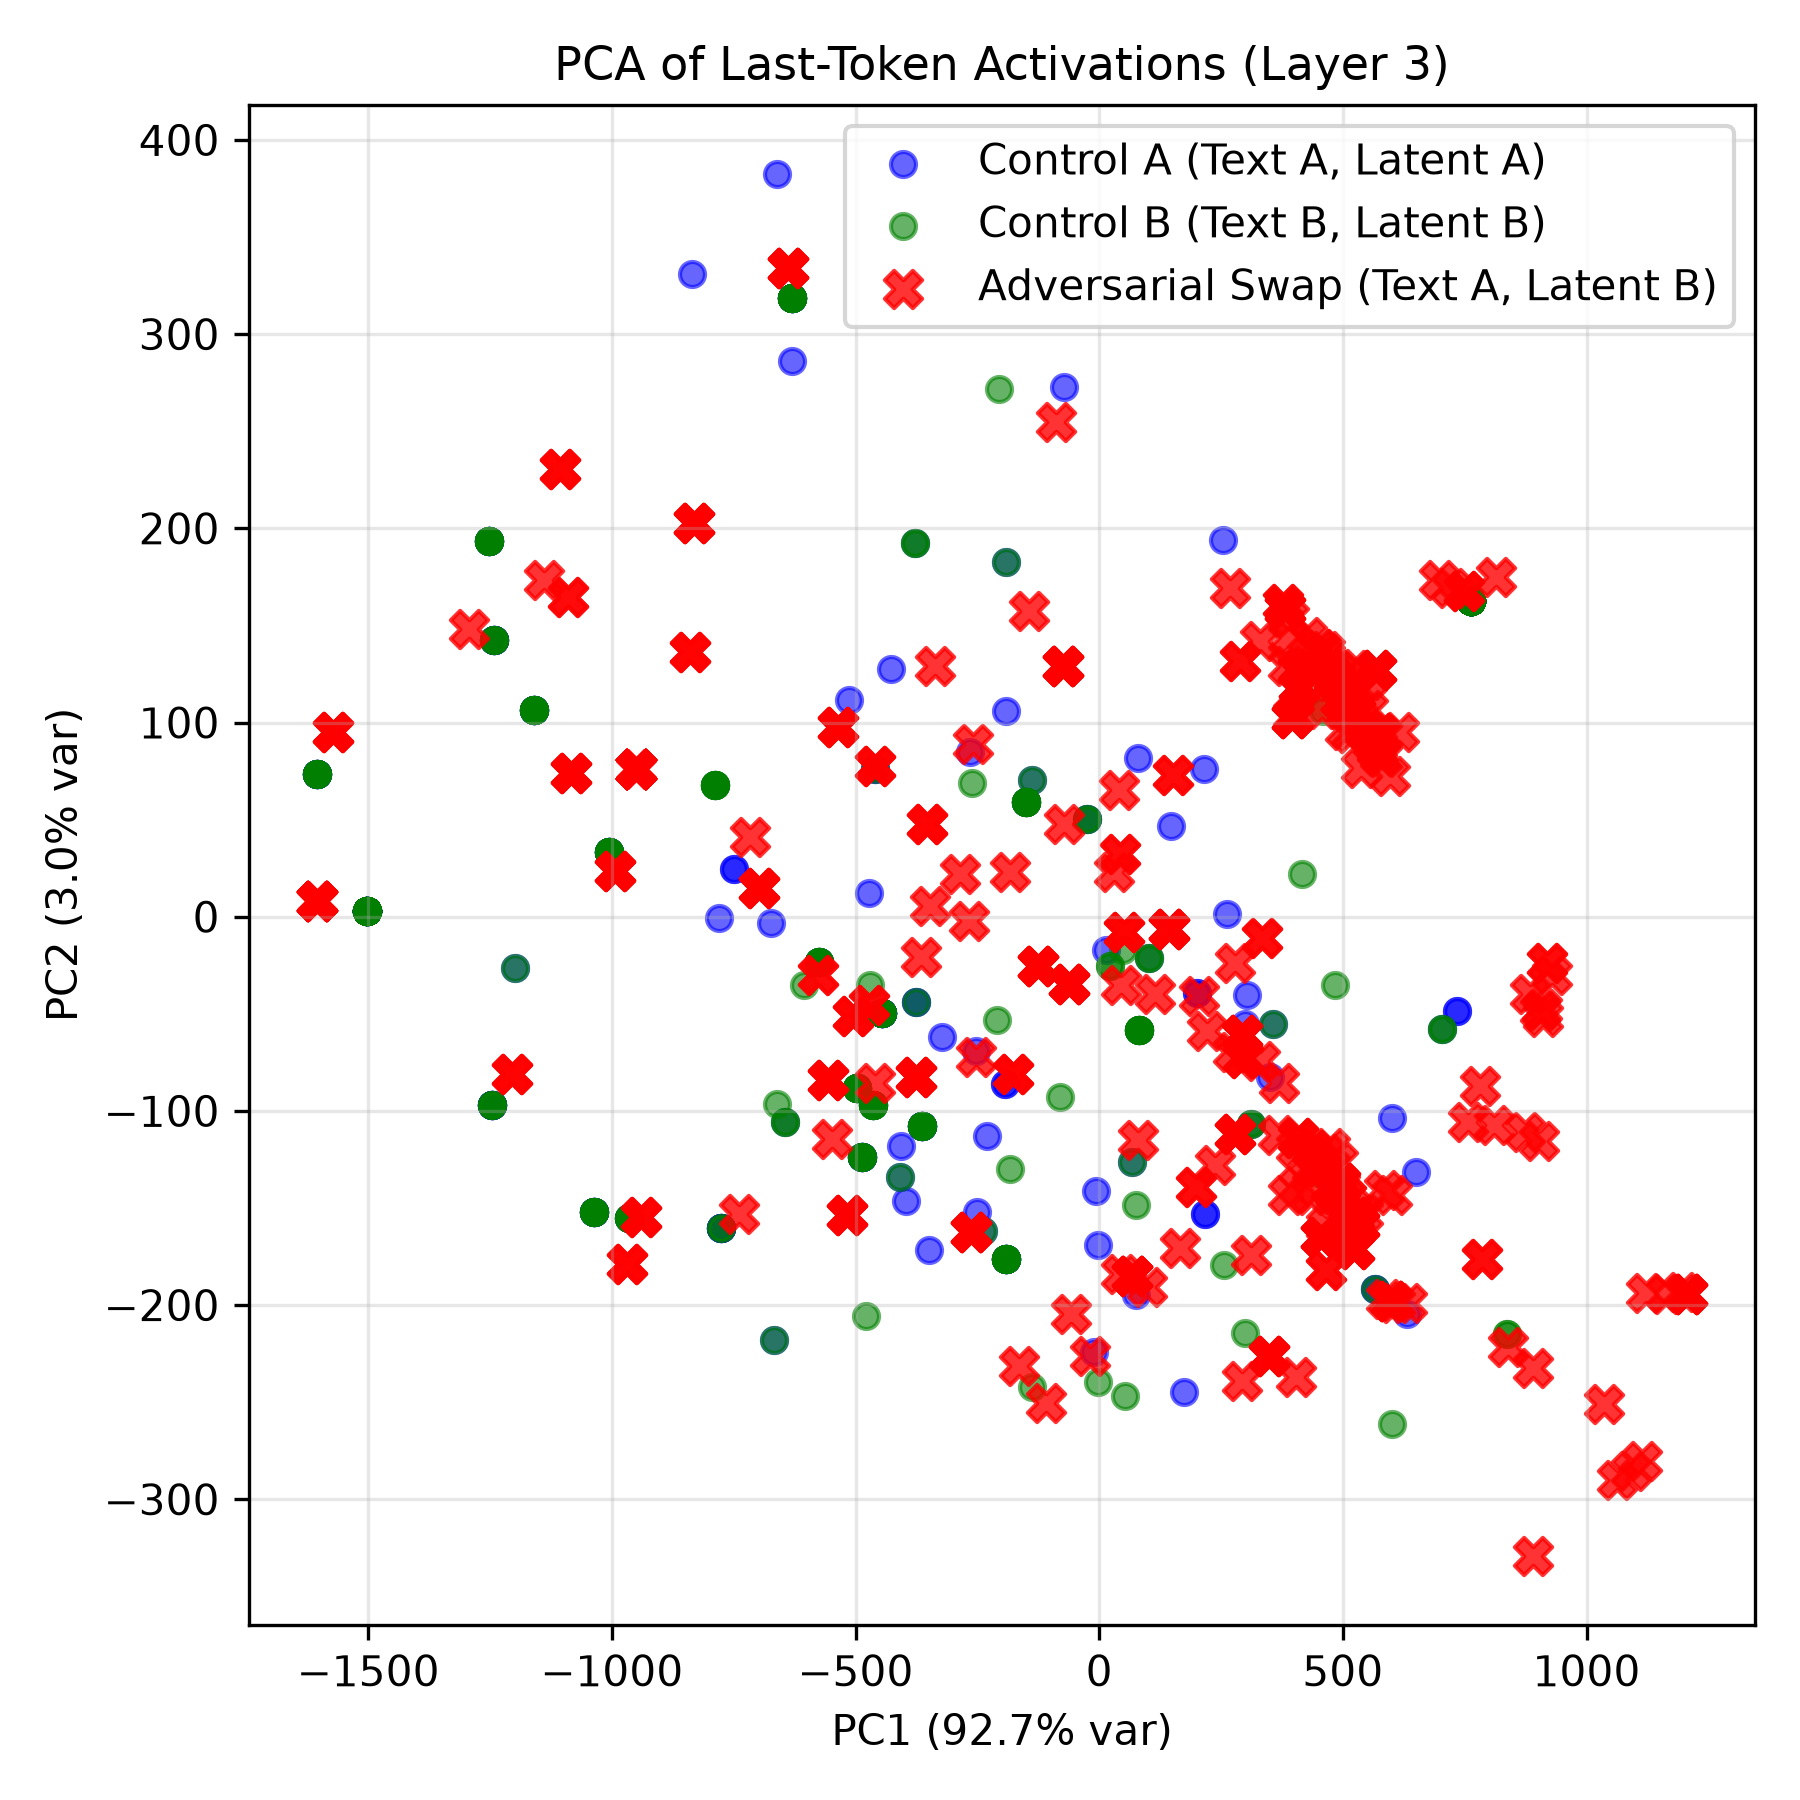 PCA of Last-Token Activations (Layer 3)
Control A (Text A, Latent A)
Control B (Text B, Latent B)
Adversarial Swap (Text A, Latent B)
400
300
200
100
0
−100
−200
−300
PC2 (3.0% var)
−1500
−1000
−500
0
500
1000
PC1 (92.7% var)